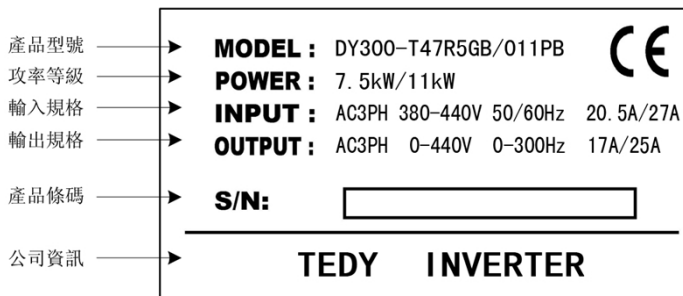 產品型號 MODEL: DY300-T47R5GB/011PB CE
攻率等級 POWER: 7.5kW/11kW
輸入規格 INPUT: AC3PH 380-440V 50/60Hz 20.5A/27A
輸出規格 OUTPUT: AC3PH 0-440V 0-300Hz 17A/25A
產品條碼 S/N:
公司資訊 TEDY INVERTER